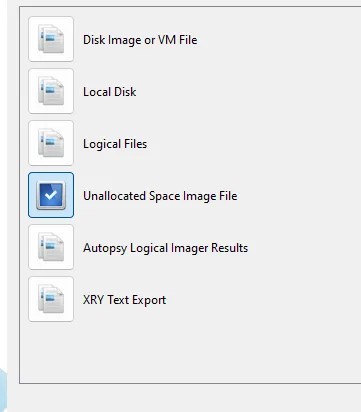 Disk Image or VM File
Local Disk
Logical Files
Unallocated Space Image File
Autopsy Logical Imager Results
XRY Text Export